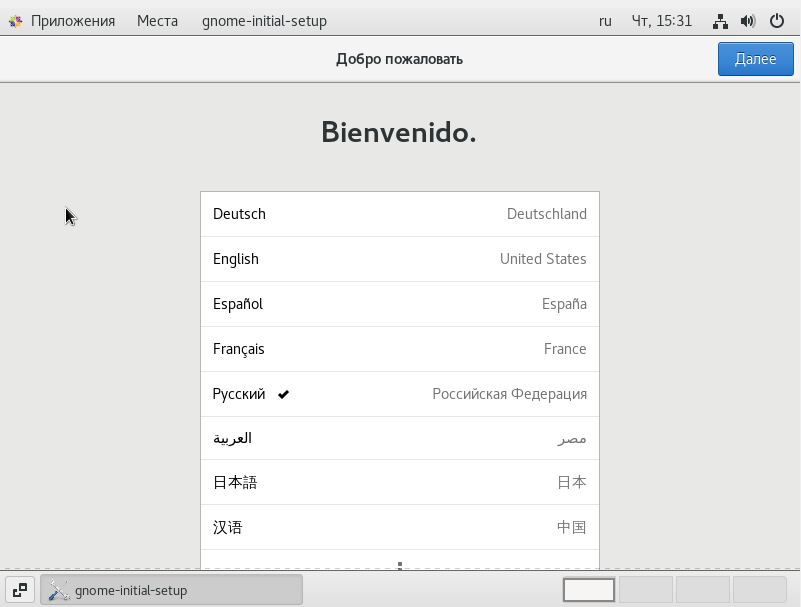 Приложения Места gnome-initial-setup ru Чт, 15:31
Добро пожаловать Далее
Bienvenido.
Deutsch Deutschland
English United States
Español España
Français France
Русский Российская Федерация
العربية مصر
日本語 日本
汉语 中国
gnome-initial-setup